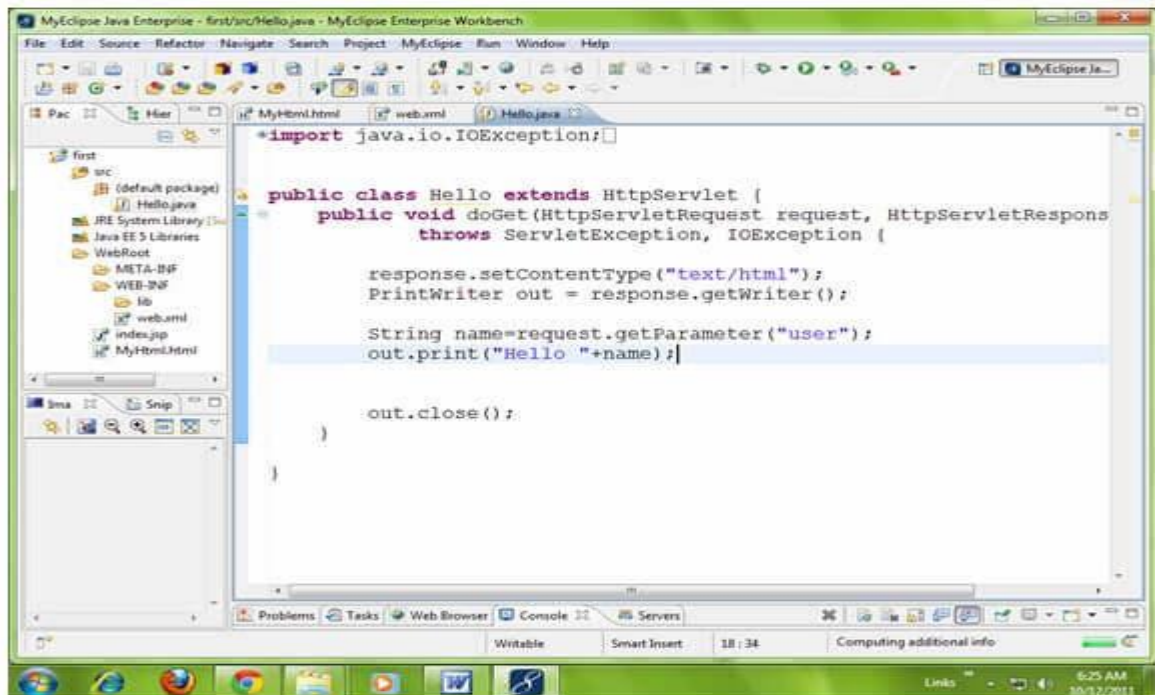 MyEclipse Java Enterprise - first/src/Hello.java - MyEclipse Enterprise Workbench
File Edit Source Refactor Navigate Search Project MyEclipse Run Window Help
MyEclipse Ja...
Pac Hier
MyHtml.html web.xml Hello.java
first
src
(default package)
Hello.java
JRE System Library
Java EE 5 Libraries
WebRoot
META-INF
WEB-INF
lib
web.xml
index.jsp
MyHtml.html
Ima Snip
import java.io.IOException;
public class Hello extends HttpServlet {
public void doGet(HttpServletRequest request, HttpServletRespons
throws ServletException, IOException {
response.setContentType("text/html");
PrintWriter out = response.getWriter();
String name=request.getParameter("user");
out.print("Hello "+name);
out.close();
}
}
Problems Tasks Web Browser Console Servers
Writable Smart Insert 18 : 34 Computing additional info
Links 6:25 AM
10/12/2011